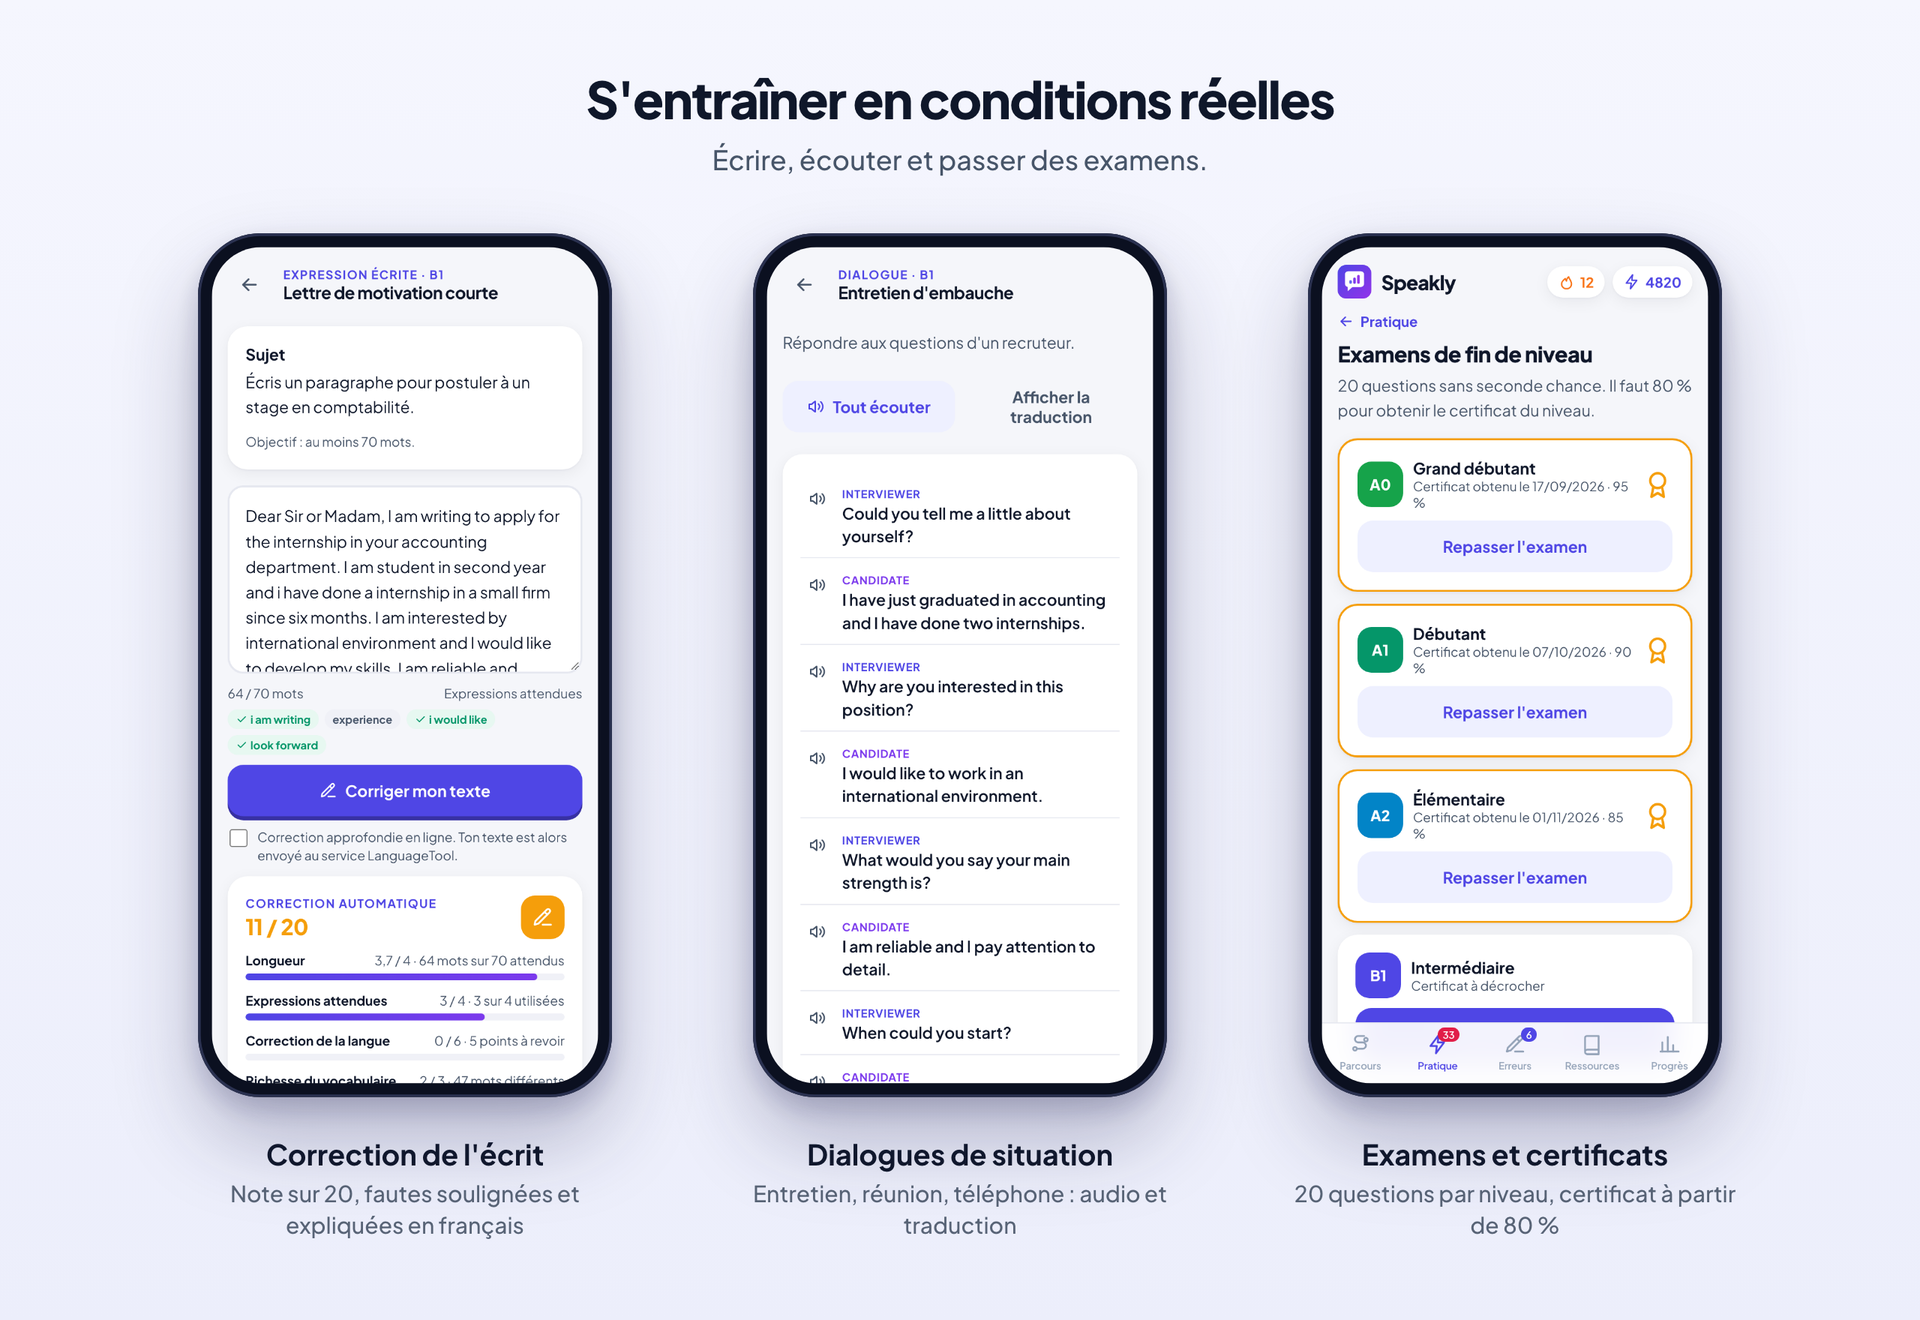 S'entraîner en conditions réelles
Écrire, écouter et passer des examens.
EXPRESSION ÉCRITE · B1
Lettre de motivation courte
Sujet
Écris un paragraphe pour postuler à un
stage en comptabilité.
Objectif : au moins 70 mots.
Dear Sir or Madam, I am writing to apply for
the internship in your accounting
department. I am student in second year
and i have done a internship in a small firm
since six months. I am interested by
international environment and I would like
to develop my skills. I am reliable and
64 / 70 mots
Expressions attendues
i am writing
experience
i would like
look forward
Corriger mon texte
Correction approfondie en ligne. Ton texte est alors
envoyé au service LanguageTool.
CORRECTION AUTOMATIQUE
11 / 20
Longueur
3,7 / 4 · 64 mots sur 70 attendus
Expressions attendues
3 / 4 · 3 sur 4 utilisées
Correction de la langue
0 / 6 · 5 points à revoir
Richesse du vocabulaire
2 / 3 · 47 mots différents
Correction de l'écrit
Note sur 20, fautes soulignées et
expliquées en français
DIALOGUE · B1
Entretien d'embauche
Répondre aux questions d'un recruteur.
Tout écouter
Afficher la
traduction
INTERVIEWER
Could you tell me a little about
yourself?
CANDIDATE
I have just graduated in accounting
and I have done two internships.
INTERVIEWER
Why are you interested in this
position?
CANDIDATE
I would like to work in an
international environment.
INTERVIEWER
What would you say your main
strength is?
CANDIDATE
I am reliable and I pay attention to
detail.
INTERVIEWER
When could you start?
CANDIDATE
Dialogues de situation
Entretien, réunion, téléphone : audio et
traduction
Speakly
12
4820
Pratique
Examens de fin de niveau
20 questions sans seconde chance. Il faut 80 %
pour obtenir le certificat du niveau.
A0
Grand débutant
Certificat obtenu le 17/09/2026 · 95
%
Repasser l'examen
A1
Débutant
Certificat obtenu le 07/10/2026 · 90
%
Repasser l'examen
A2
Élémentaire
Certificat obtenu le 01/11/2026 · 85
%
Repasser l'examen
B1
Intermédiaire
Certificat à décrocher
Parcours
33
Pratique
6
Erreurs
Ressources
Progrès
Examens et certificats
20 questions par niveau, certificat à partir
de 80 %